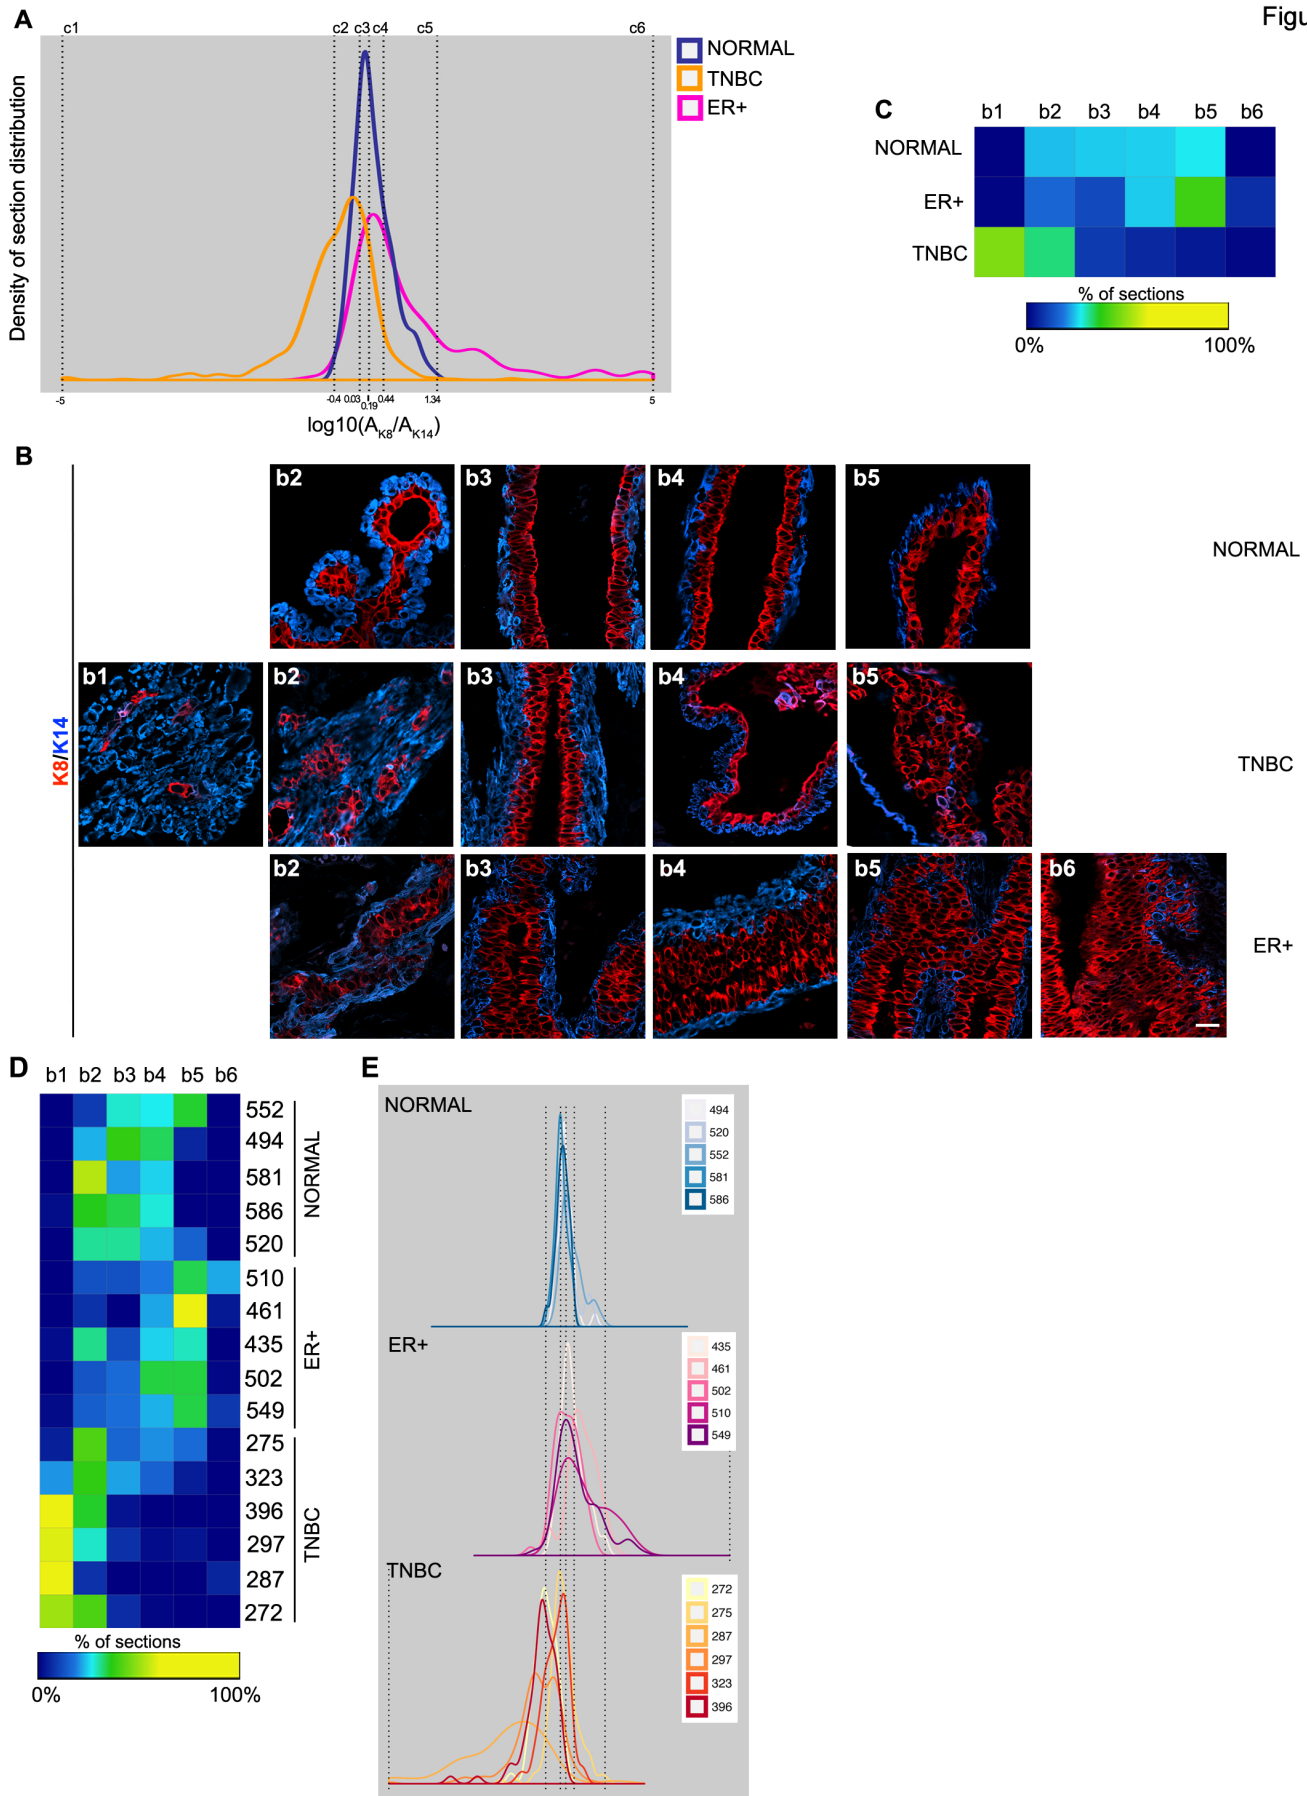 Figu
A
c1 c2 c3 c4 c5 c6
NORMAL
TNBC
ER+
Density of section distribution
-5 -0.4 0.03 0.19 0.44 1.34 5
log10(AK8/AK14)
C
b1 b2 b3 b4 b5 b6
NORMAL
ER+
TNBC
% of sections
0% 100%
B
K8/K14
b2 b3 b4 b5
NORMAL
b1 b2 b3 b4 b5
TNBC
b2 b3 b4 b5 b6
ER+
D
b1 b2 b3 b4 b5 b6
552
494
581
586
520
NORMAL
510
461
435
502
549
ER+
275
323
396
297
287
272
TNBC
% of sections
0% 100%
E
NORMAL
494
520
552
581
586
ER+
435
461
502
510
549
TNBC
272
275
287
297
323
396